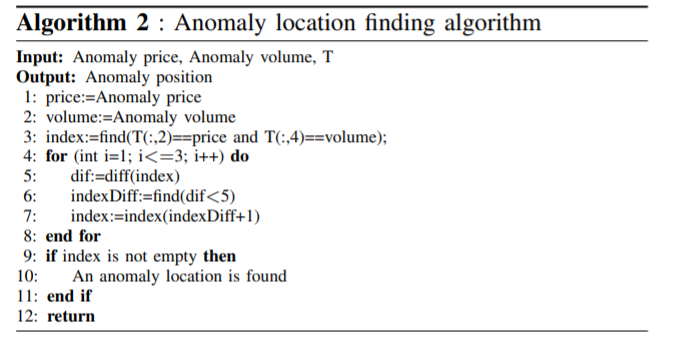 Algorithm 2 : Anomaly location finding algorithm
Input: Anomaly price, Anomaly volume, T
Output: Anomaly position
1: price:=Anomaly price
2: volume:=Anomaly volume
3: index:=find(T(:,2)==price and T(:,4)==volume);
4: for (int i=1; i<=3; i++) do
5: dif:=diff(index)
6: indexDiff:=find(dif<5)
7: index:=index(indexDiff+1)
8: end for
9: if index is not empty then
10: An anomaly location is found
11: end if
12: return